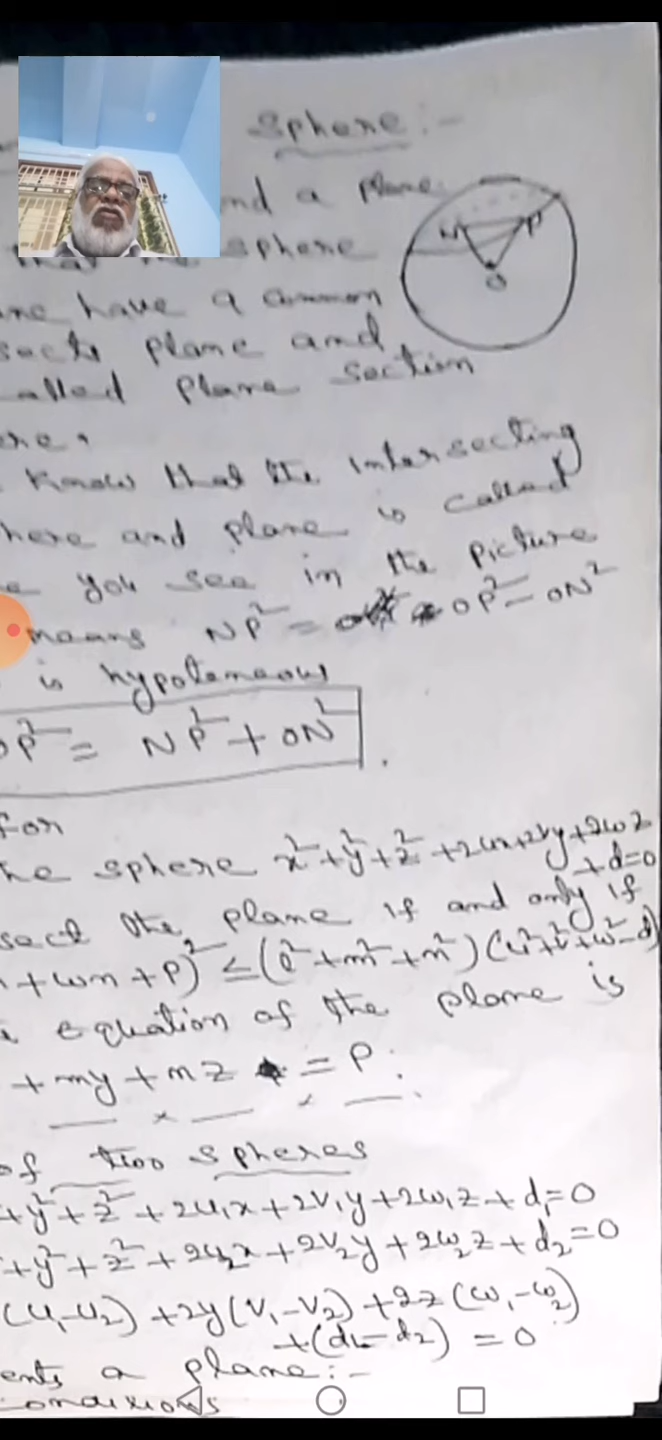 Sphere :-
nd a plane
N P
O
that the sphere
ne have a common
sects plane and
alled plane section
ere.
know that the intersecting
here and plane is called
e you see in the picture
means NP² = OP² - ON²
is hypotenous
OP² = NP² + ON² .
for
he sphere x² + y² + z² + 2ux + 2vy + 2wz
+ d = 0
sect the plane if and only if
+ wn + P)² ≤ (l² + m² + n²) (u² + v² + w² - d)
equation of the plane is
+ my + nz = P.
of two spheres
+ y² + z² + 2u₁x + 2v₁y + 2w₁z + d₁ = 0
+ y² + z² + 2u₂x + 2v₂y + 2w₂z + d₂ = 0
(u₁ - u₂) + 2y (v₁ - v₂) + 2z (w₁ - w₂)
+ (d₁ - d₂) = 0
ents a plane :-
conditions